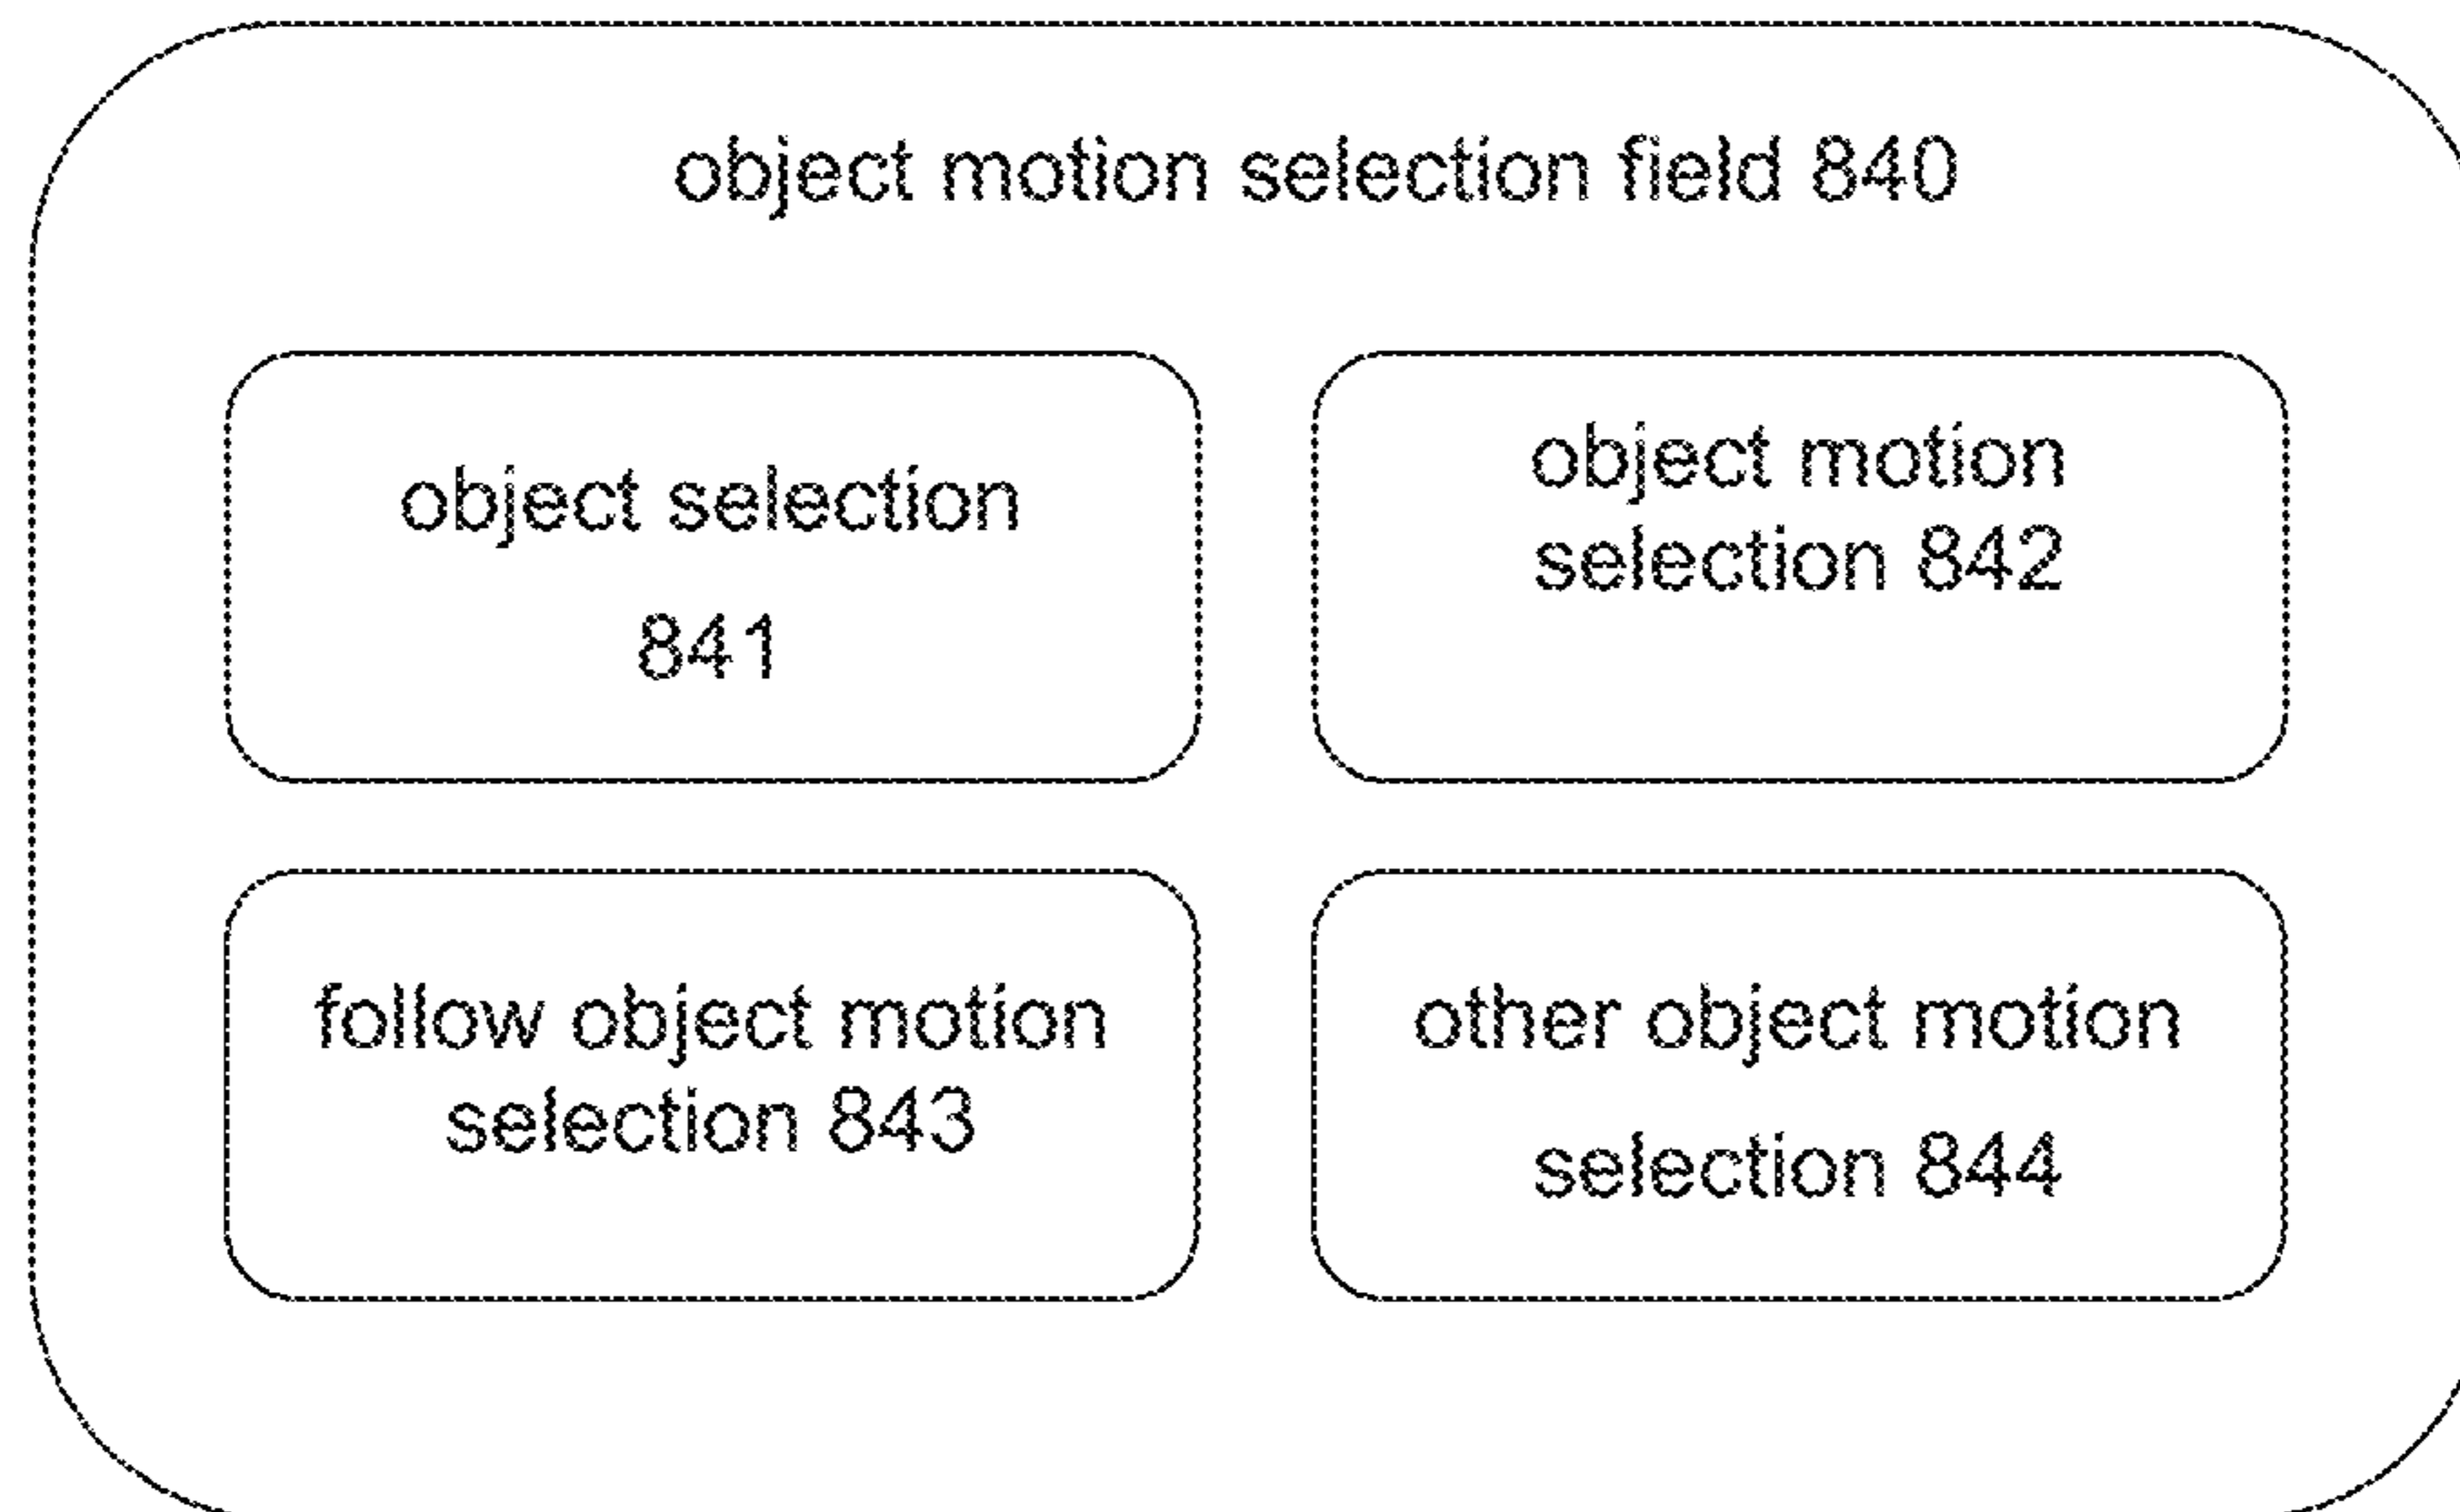 object motion selection field 840
object selection
841
object motion
selection 842
follow object motion
selection 843
other object motion
selection 844